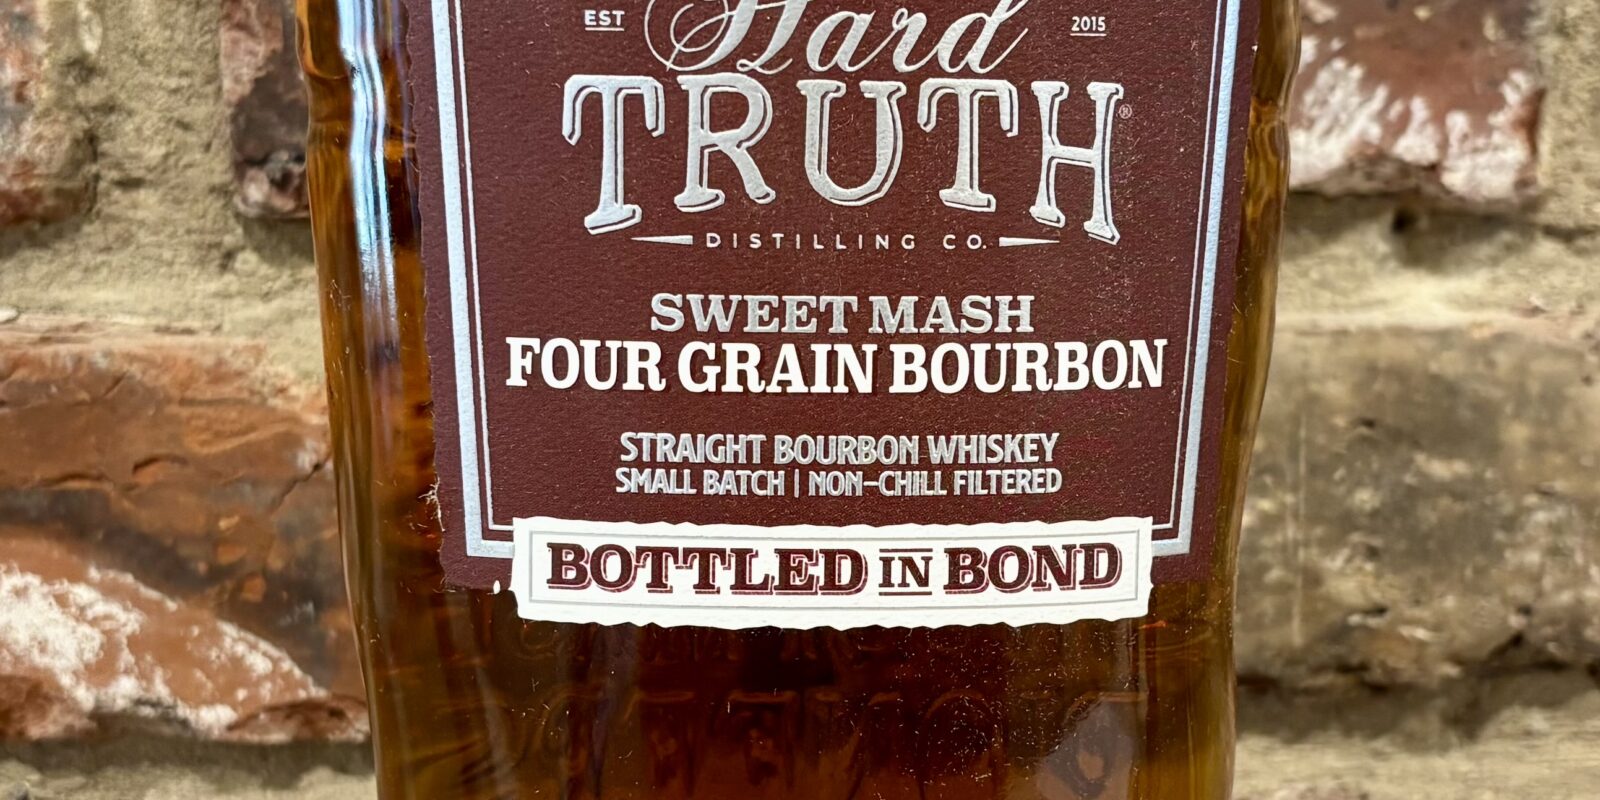 EST Hard 2015
TRUTH®
DISTILLING CO.
SWEET MASH
FOUR GRAIN BOURBON
STRAIGHT BOURBON WHISKEY
SMALL BATCH | NON-CHILL FILTERED
BOTTLED IN BOND